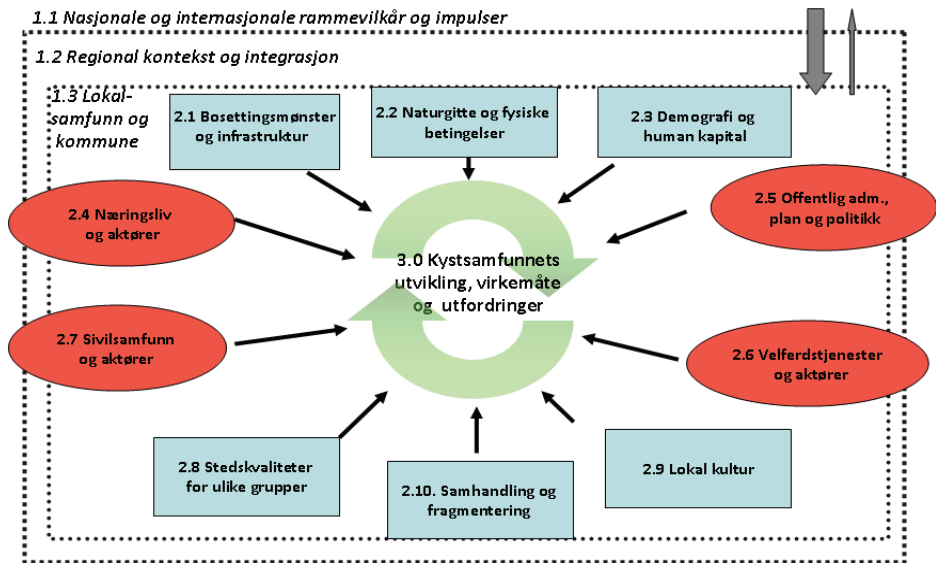 1.1 Nasjonale og internasjonale rammevilkår og impulser
1.2 Regional kontekst og integrasjon
1.3 Lokal-
samfunn og
kommune
2.1 Bosettingsmønster
og infrastruktur
2.2 Naturgitte og fysiske
betingelser
2.3 Demografi og
human kapital
2.4 Næringsliv
og aktører
2.5 Offentlig adm.,
plan og politikk
3.0 Kystsamfunnets
utvikling, virkemåte
og utfordringer
2.7 Sivilsamfunn
og aktører
2.6 Velferdstjenester
og aktører
2.8 Stedskvaliteter
for ulike grupper
2.10. Samhandling og
fragmentering
2.9 Lokal kultur